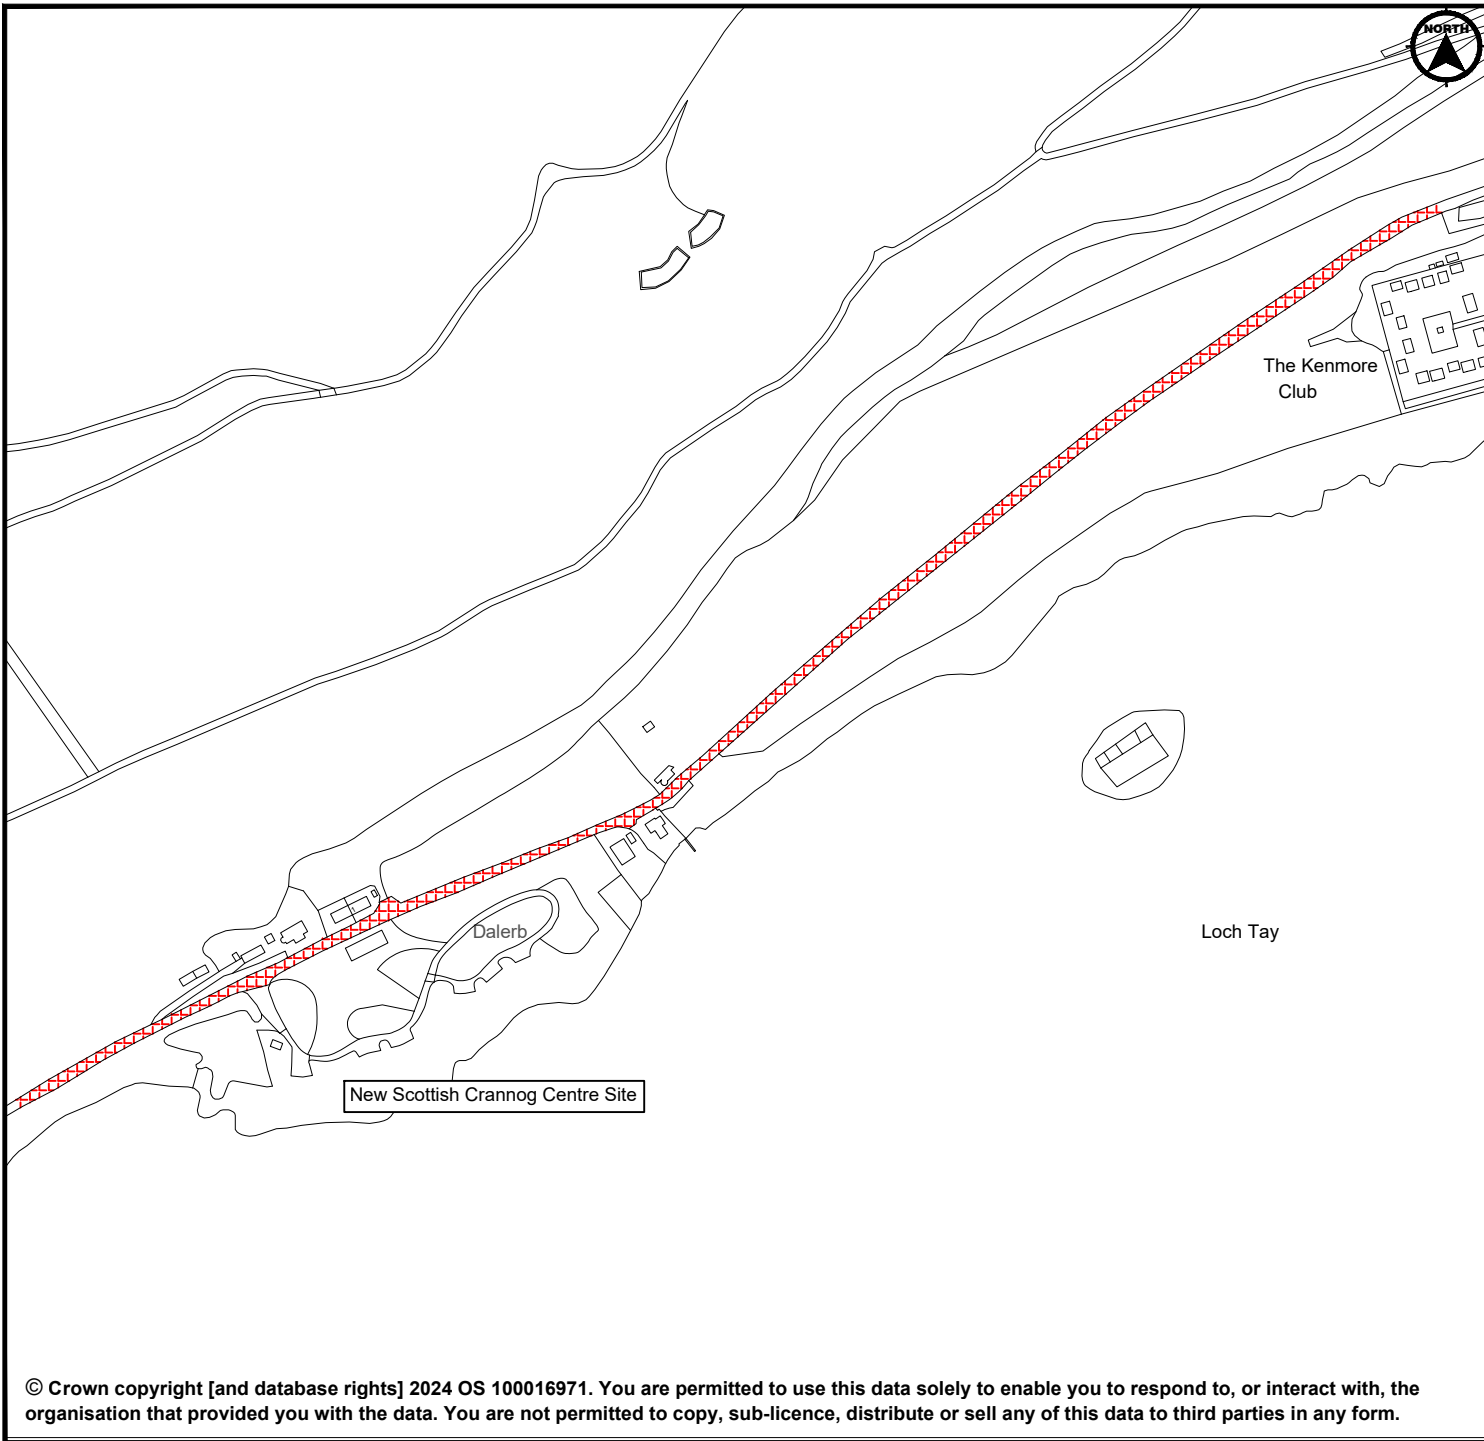 NORTH
The Kenmore
Club
Dalerb
Loch Tay
New Scottish Crannog Centre Site
© Crown copyright [and database rights] 2024 OS 100016971. You are permitted to use this data solely to enable you to respond to, or interact with, the
organisation that provided you with the data. You are not permitted to copy, sub-licence, distribute or sell any of this data to third parties in any form.